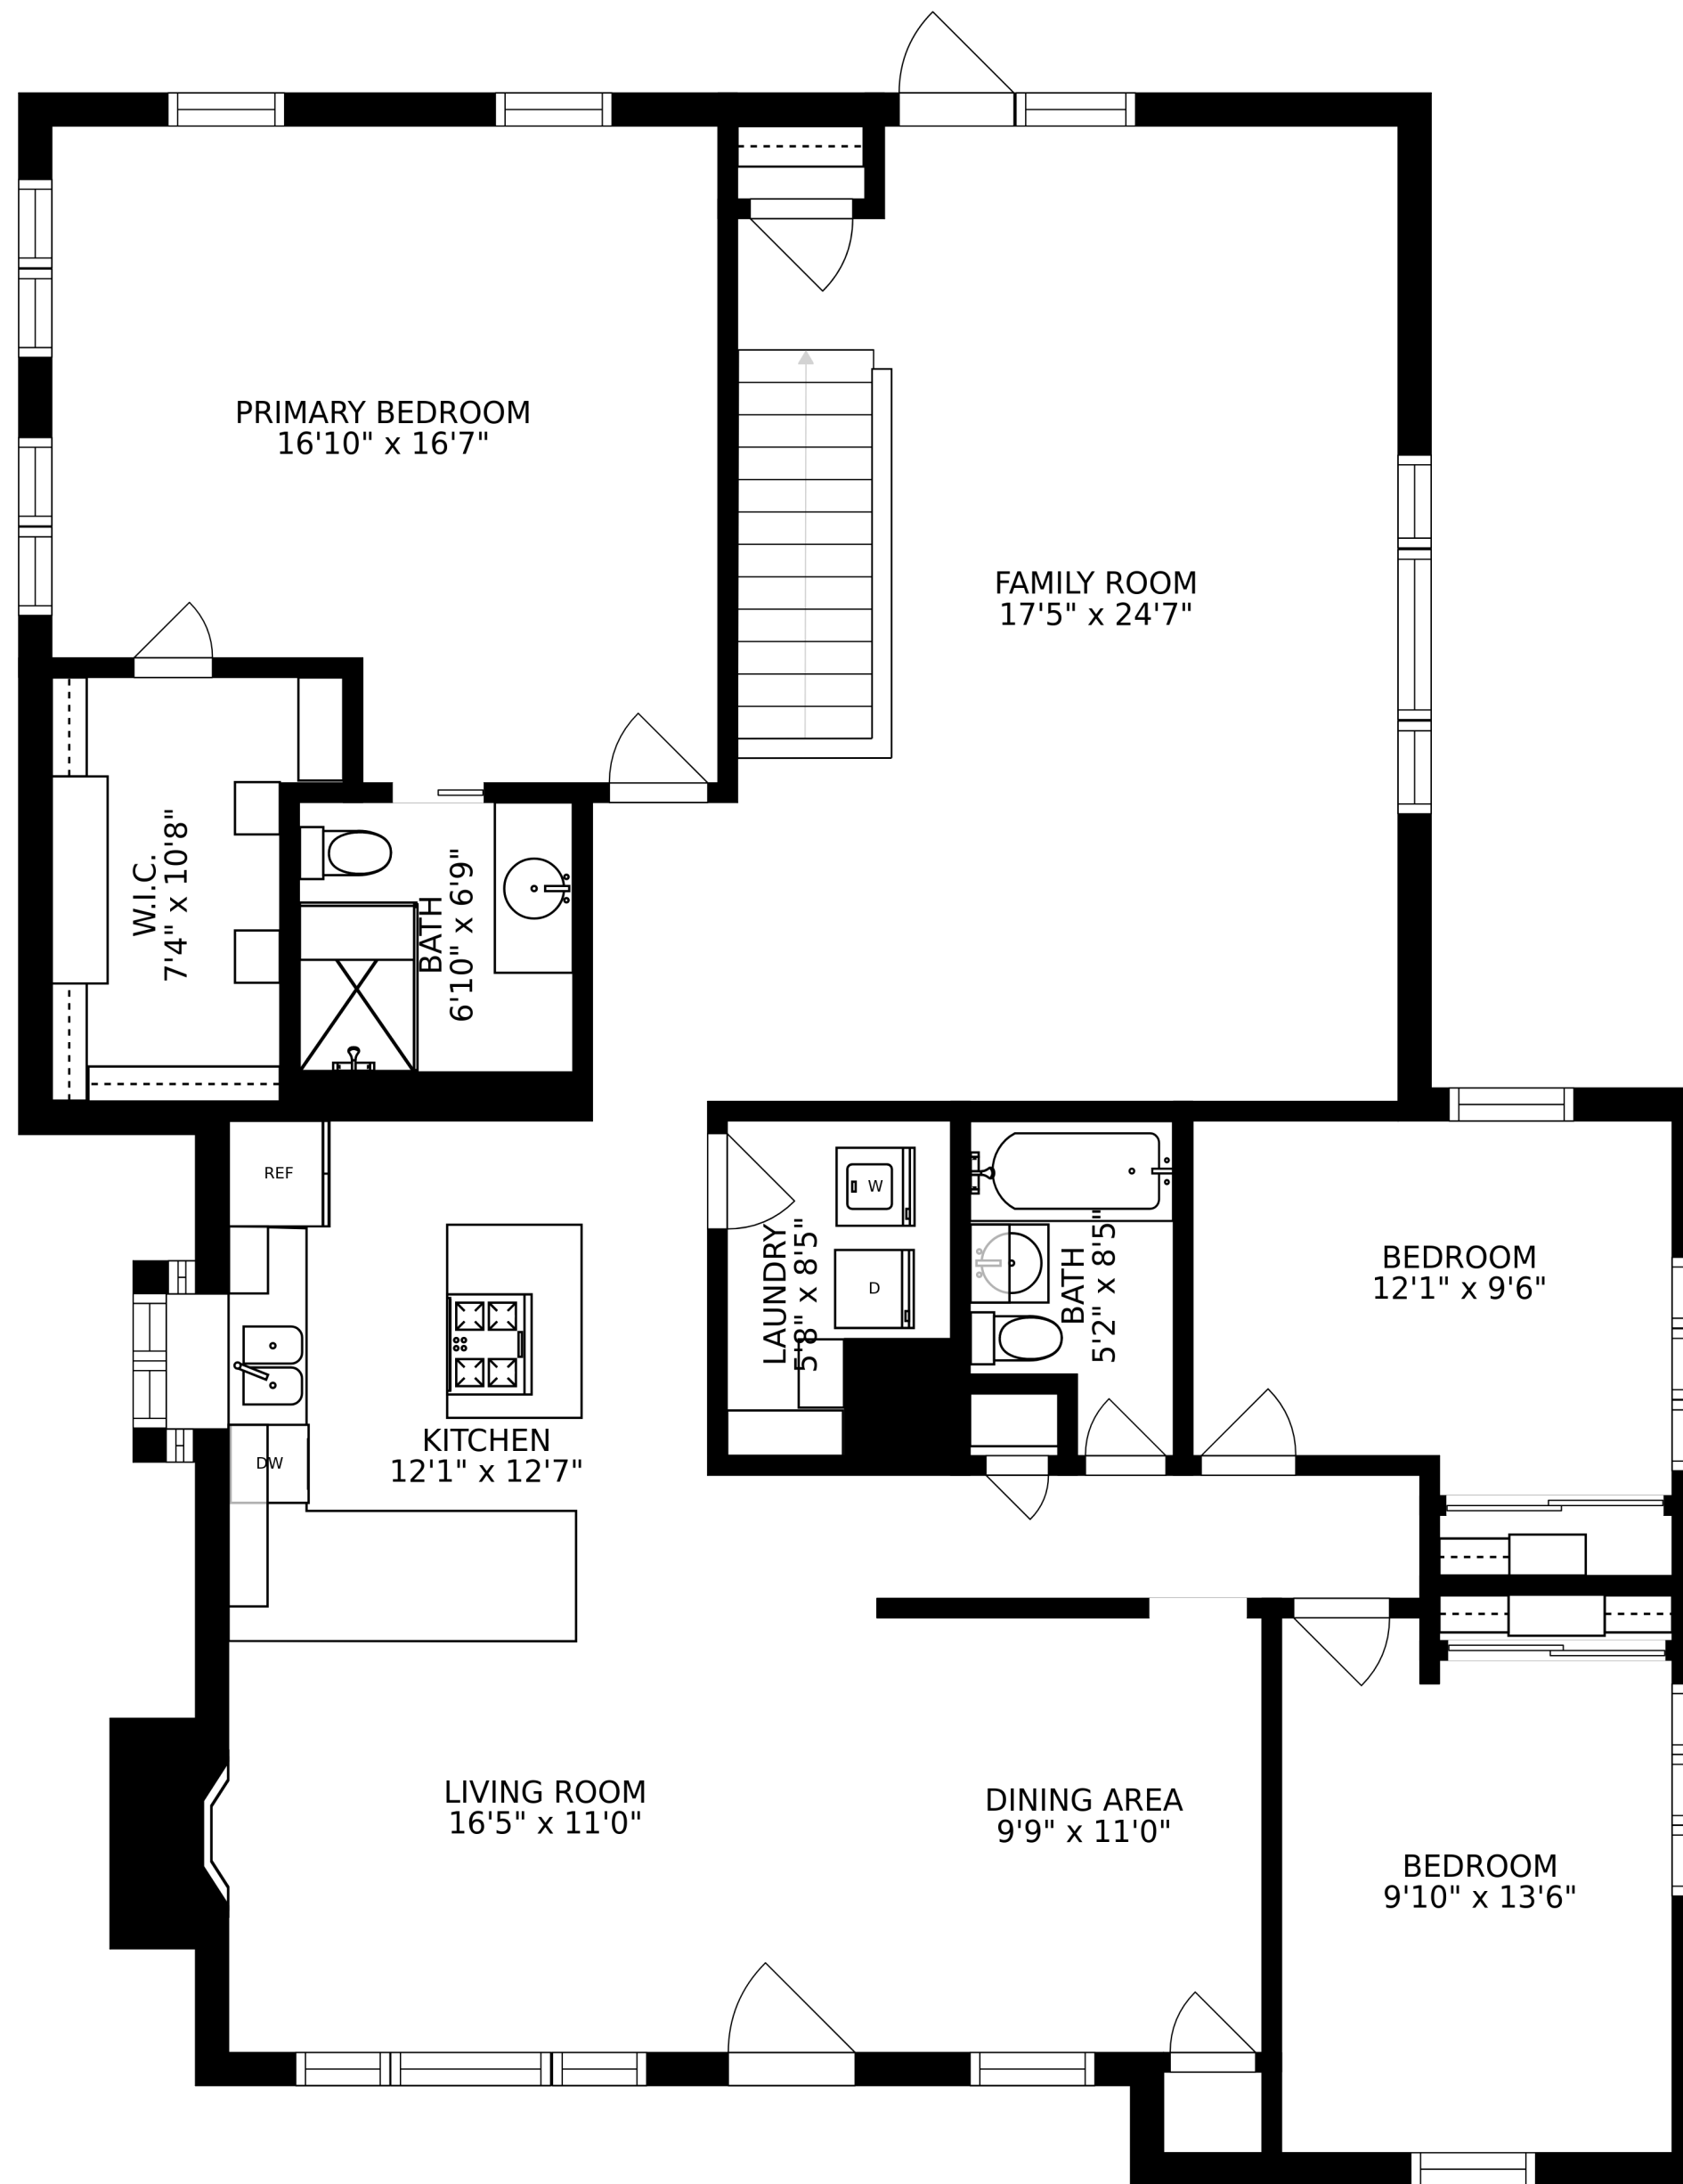 PRIMARY BEDROOM
16'10" x 16'7"
FAMILY ROOM
17'5" x 24'7"
W.I.C.
7'4" x 10'8"
BATH
6'10" x 6'9"
REF
W
D
LAUNDRY
5'8" x 8'5"
BATH
5'2" x 8'5"
BEDROOM
12'1" x 9'6"
KITCHEN
12'1" x 12'7"
DW
LIVING ROOM
16'5" x 11'0"
DINING AREA
9'9" x 11'0"
BEDROOM
9'10" x 13'6"